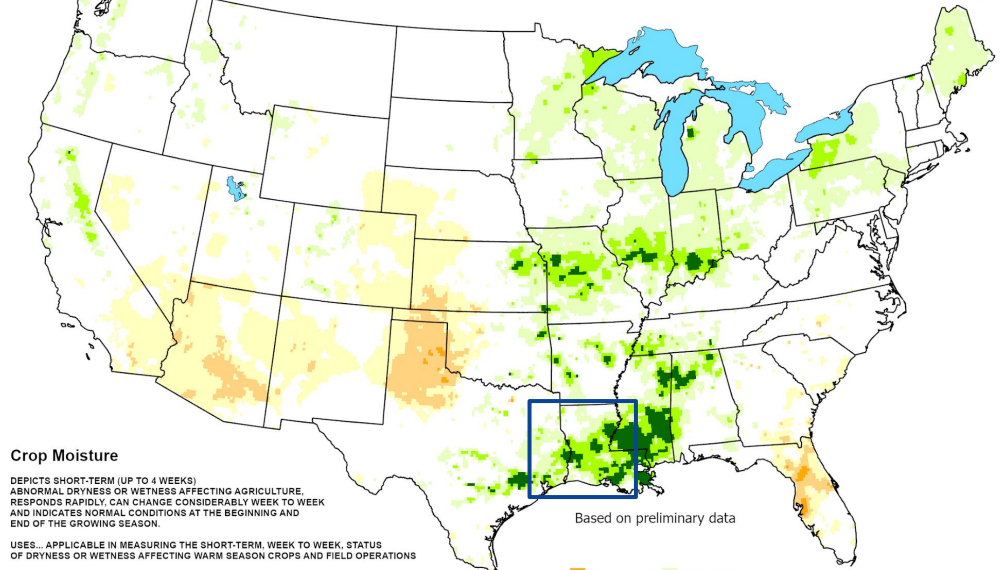 Crop Moisture
DEPICTS SHORT-TERM (UP TO 4 WEEKS)
ABNORMAL DRYNESS OR WETNESS AFFECTING AGRICULTURE,
RESPONDS RAPIDLY, CAN CHANGE CONSIDERABLY WEEK TO WEEK
AND INDICATES NORMAL CONDITIONS AT THE BEGINNING AND
END OF THE GROWING SEASON.
USES... APPLICABLE IN MEASURING THE SHORT-TERM, WEEK TO WEEK, STATUS
OF DRYNESS OR WETNESS AFFECTING WARM SEASON CROPS AND FIELD OPERATIONS
Based on preliminary data